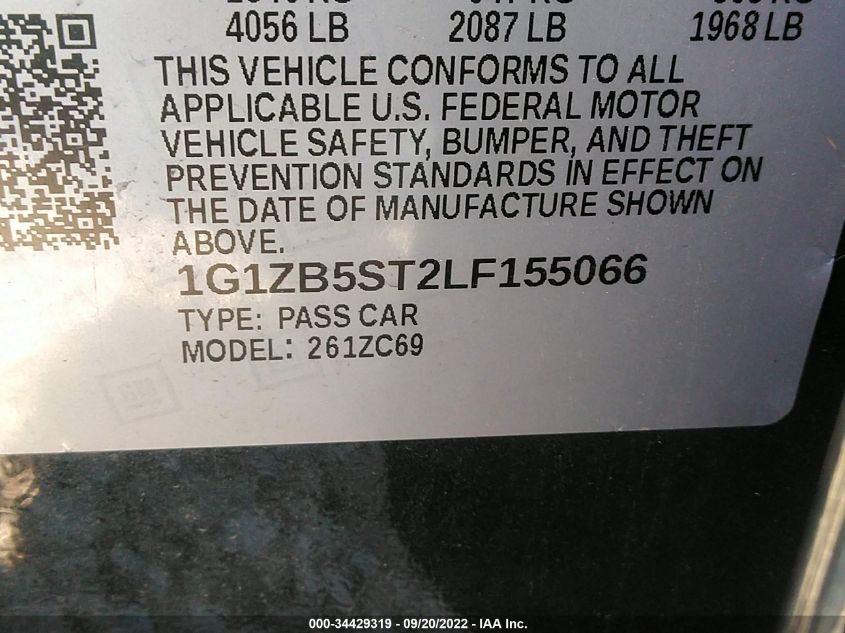 4056 LB 2087 LB 1968 LB
THIS VEHICLE CONFORMS TO ALL
APPLICABLE U.S. FEDERAL MOTOR
VEHICLE SAFETY, BUMPER, AND THEFT
PREVENTION STANDARDS IN EFFECT ON
THE DATE OF MANUFACTURE SHOWN
ABOVE.
1G1ZB5ST2LF155066
TYPE: PASS CAR
MODEL: 261ZC69
GM
000-34429319 - 09/20/2022 - IAA Inc.